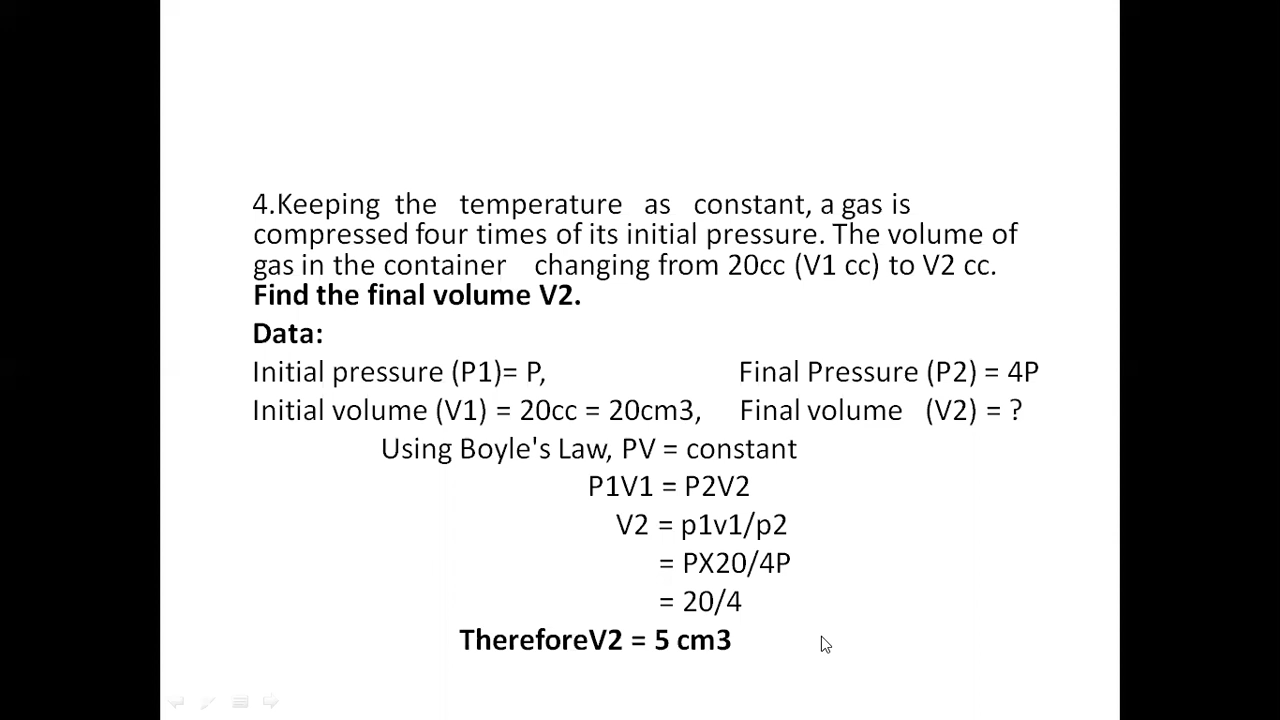 4.Keeping the temperature as constant, a gas is
compressed four times of its initial pressure. The volume of
gas in the container changing from 20cc (V1 cc) to V2 cc.
Find the final volume V2.
Data:
Initial pressure (P1)= P, Final Pressure (P2) = 4P
Initial volume (V1) = 20cc = 20cm3, Final volume (V2) = ?
Using Boyle's Law, PV = constant
P1V1 = P2V2
V2 = p1v1/p2
= PX20/4P
= 20/4
ThereforeV2 = 5 cm3